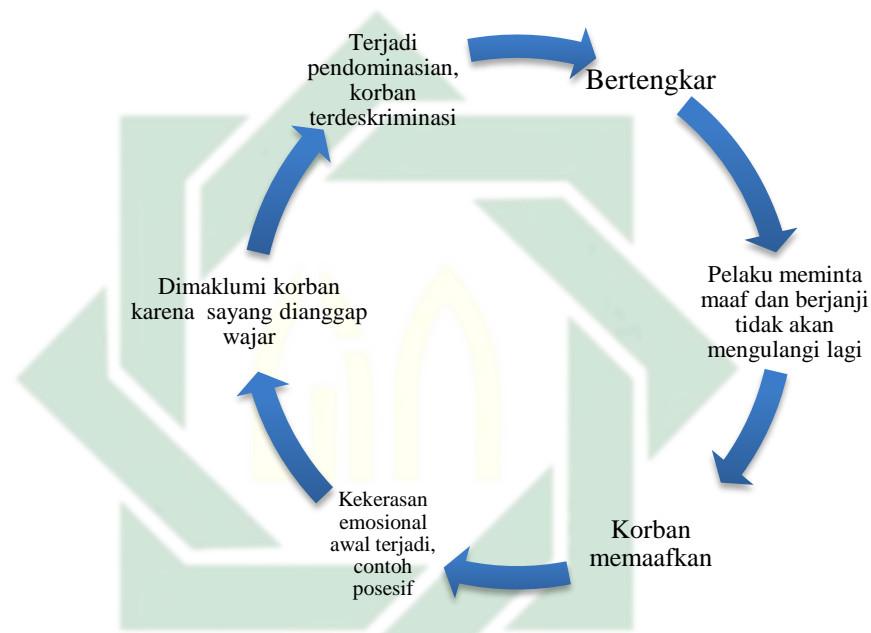 Terjadi
pendominasian,
korban
terdeskriminasi
Bertengkar
Pelaku meminta
maaf dan berjanji
tidak akan
mengulangi lagi
Korban
memaafkan
Kekerasan
emosional
awal terjadi,
contoh
posesif
Dimaklumi korban
karena sayang dianggap
wajar